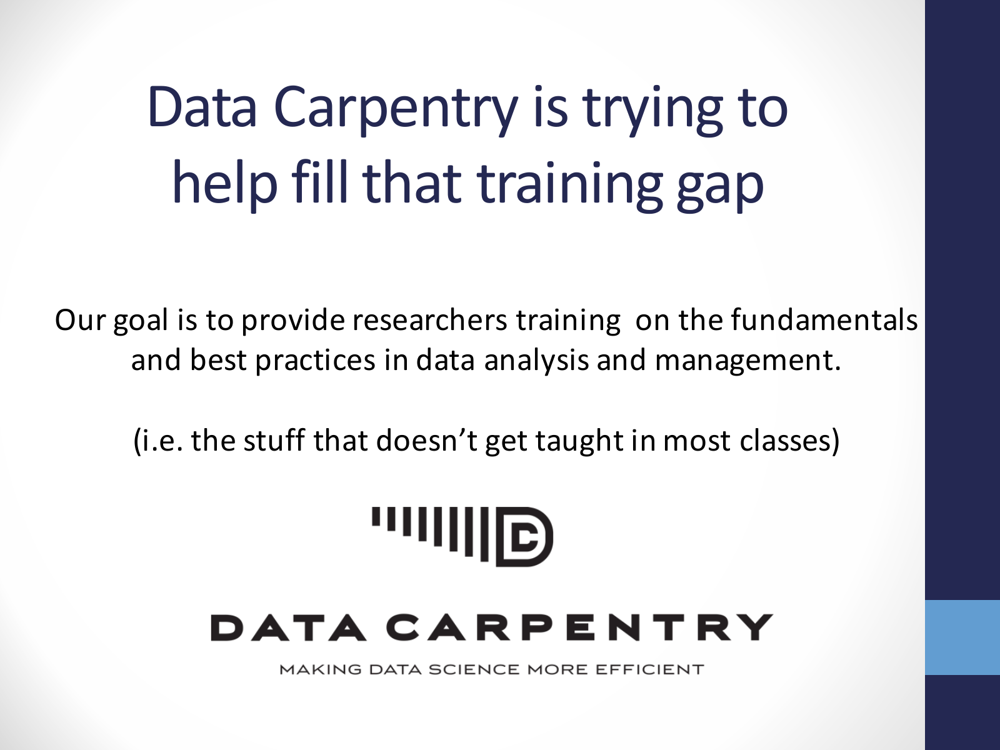 Data Carpentry is trying to
help fill that training gap
Our goal is to provide researchers training  on the fundamentals
and best practices in data analysis and management.
(i.e. the stuff that doesn’t get taught in most classes)
DC
DATA CARPENTRY
MAKING DATA SCIENCE MORE EFFICIENT